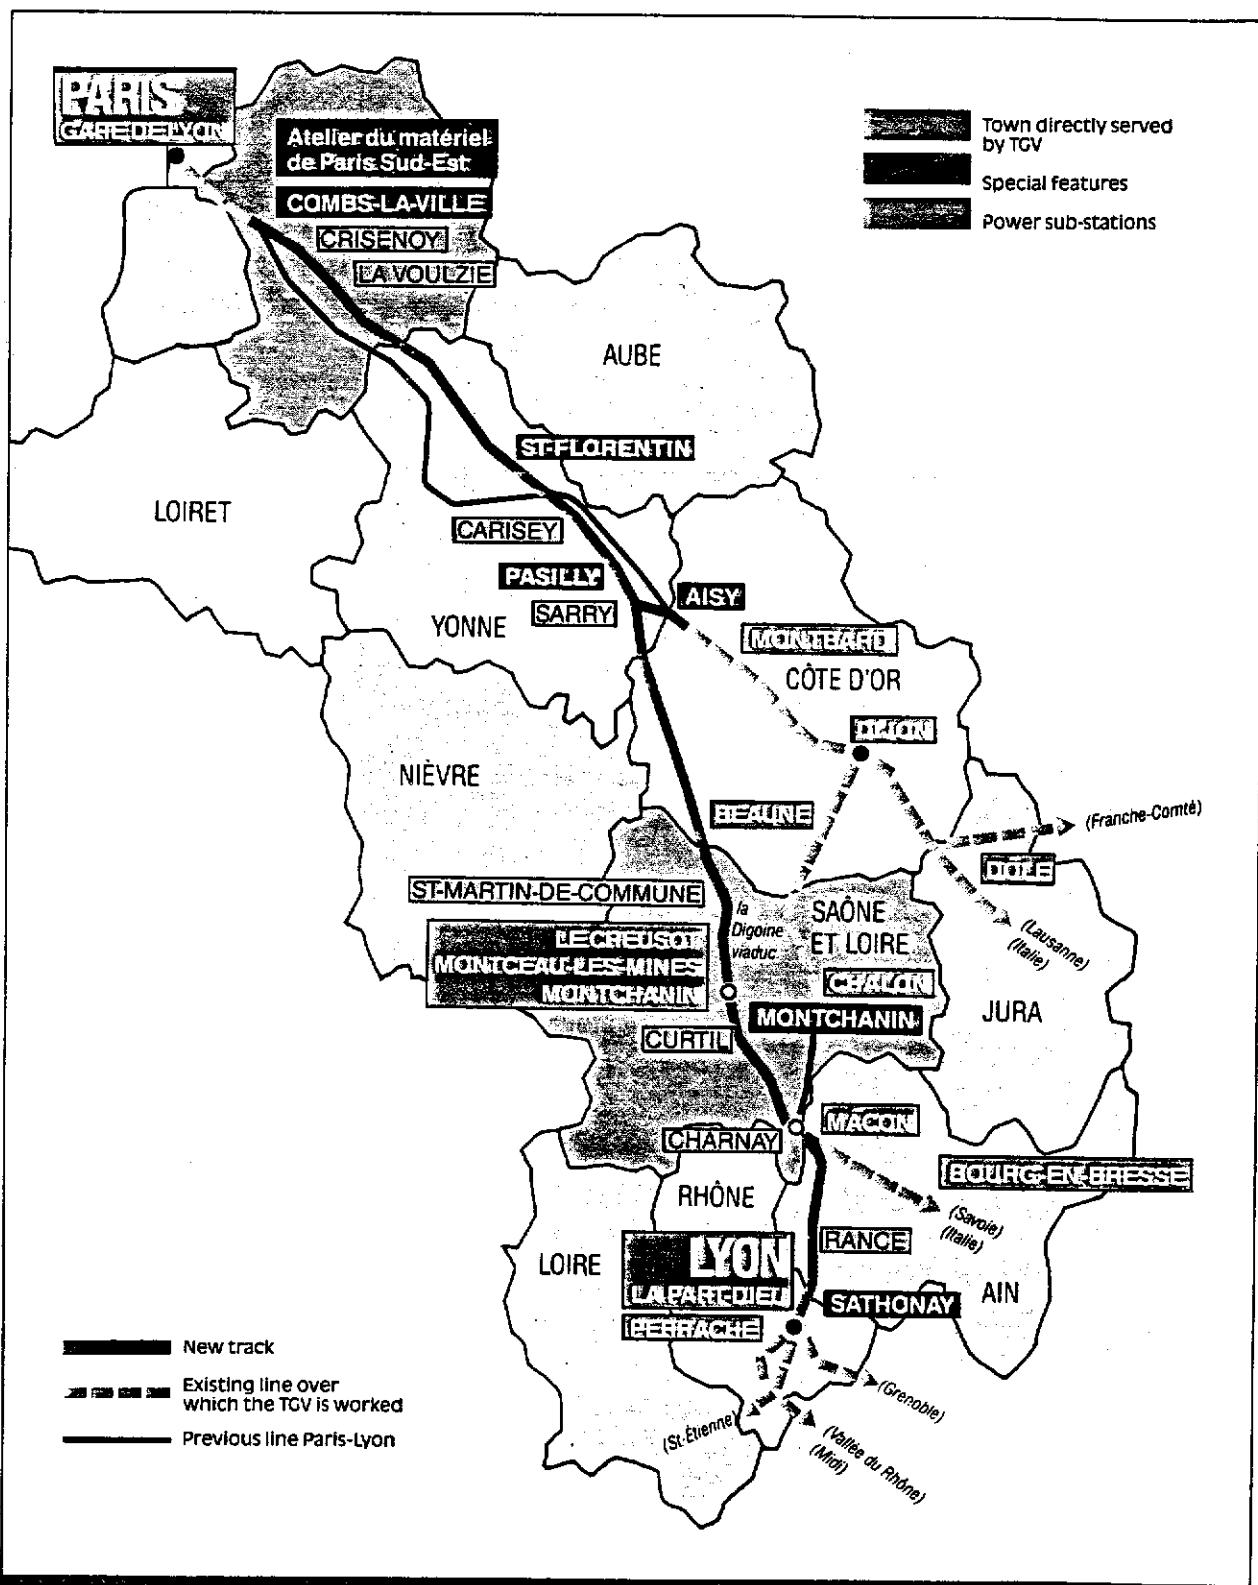 PARIS
GARE DE LYON
Atelier du matériel
de Paris Sud-Est
COMBS-LA-VILLE
CRISENOY
LA VOULZIE
Town directly served
by TGV
Special features
Power sub-stations
AUBE
ST-FLORENTIN
LOIRET
CARISEY
PASILLY
AISY
SARRY
YONNE
MONTBARD
CÔTE D'OR
DIJON
NIÈVRE
BEAUNE
(Franche-Comté)
DOLE
ST-MARTIN-DE-COMMUNE
la
Digoine
viaduc
SAÔNE
ET LOIRE
(Lausanne)
(Italie)
LE CREUSOT
MONTCEAU-LES-MINES
MONTCHANIN
CHALON
JURA
MONTCHANIN
CURTIL
MACON
CHARNAY
BOURG-EN-BRESSE
RHÔNE
(Savoie)
(Italie)
RANCE
LYON
LA PART-DIEU
LOIRE
SATHONAY
AIN
PERRACHE
New track
Existing line over
which the TGV is worked
Previous line Paris-Lyon
(Grenoble)
(St-Étienne)
(Vallée du Rhône)
(Midi)